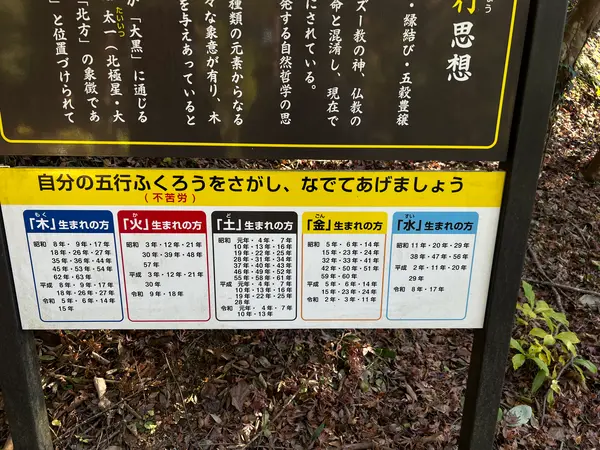 行思想
・縁結び・五穀豊穣
ズー教の神、仏教の
命と混淆し、現在で
にされている。
発する自然哲学の思
種類の元素からなる
々な象意が有り、木
を与えあっていると
が「大黒」に通じる
太一（北極星・大
たいいつ
「北方」の象徴であ
」と位置づけられて
自分の五行ふくろうをさがし、なでてあげましょう
(不苦労)
もく
「木」生まれの方
昭和 8年・9年・17年
18年・26年・27年
35年・36年・44年
45年・53年・54年
62年・63年
平成 8年・9年・17年
18年・26年・27年
令和 5年・6年・14年
15年
か
「火」生まれの方
昭和 3年・12年・21年
30年・39年・48年
57年
平成 3年・12年・21年
30年
令和 9年・18年
ど
「土」生まれの方
昭和 元年・4年・7年
10年・13年・16年
19年・22年・25年
28年・31年・34年
37年・40年・43年
46年・49年・52年
55年・58年・61年
平成 元年・4年・7年
10年・13年・16年
19年・22年・25年
28年
令和 元年・4年・7年
10年・13年
ごん
「金」生まれの方
昭和 5年・6年・14年
15年・23年・24年
32年・33年・41年
42年・50年・51年
59年・60年
平成 5年・6年・14年
15年・23年・24年
令和 2年・3年・11年
すい
「水」生まれの方
昭和 11年・20年・29年
38年・47年・56年
平成 2年・11年・20年
29年
令和 8年・17年